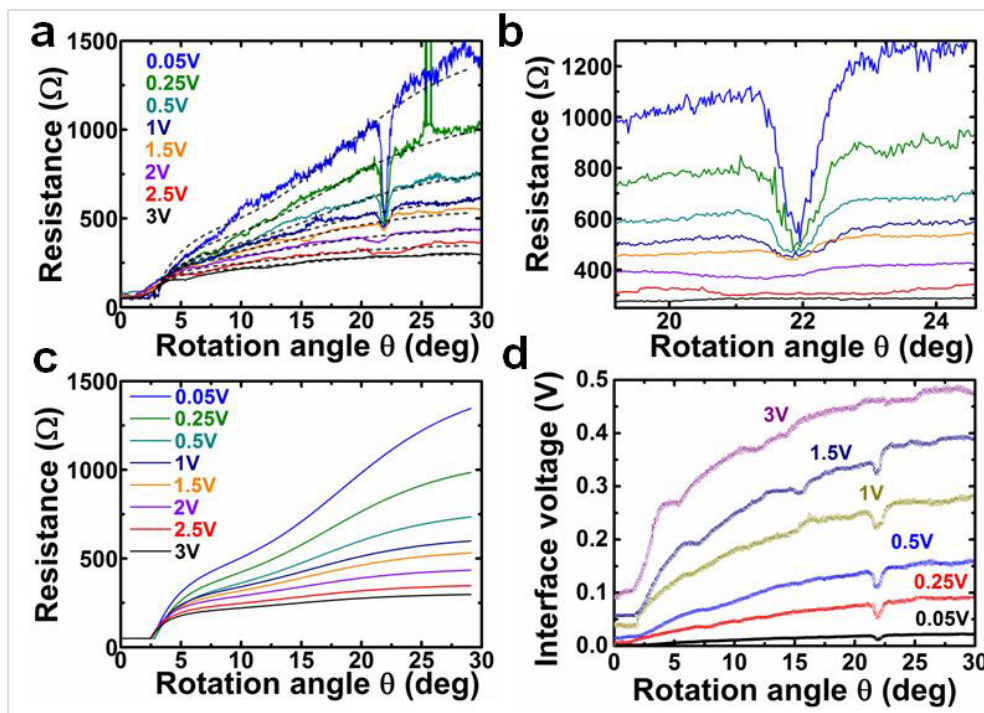 a
1500
1000
500
0
0 5 10 15 20 25 30
Resistance (Ω)
Rotation angle θ (deg)
0.05V
0.25V
0.5V
1V
1.5V
2V
2.5V
3V
b
1200
1000
800
600
400
20 22 24
Resistance (Ω)
Rotation angle θ (deg)
c
1500
1000
500
0
0 5 10 15 20 25 30
Resistance (Ω)
Rotation angle θ (deg)
0.05V
0.25V
0.5V
1V
1.5V
2V
2.5V
3V
d
0.5
0.4
0.3
0.2
0.1
0.0
0 5 10 15 20 25 30
Interface voltage (V)
Rotation angle θ (deg)
3V
1.5V
1V
0.5V
0.25V
0.05V